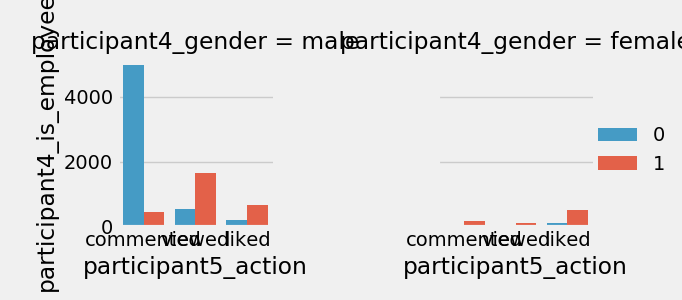 participant4_gender = male
participant4_gender = female
participant4_is_employee
4000
2000
0
commented
viewed
liked
commented
viewed
liked
participant5_action
participant5_action
0
1